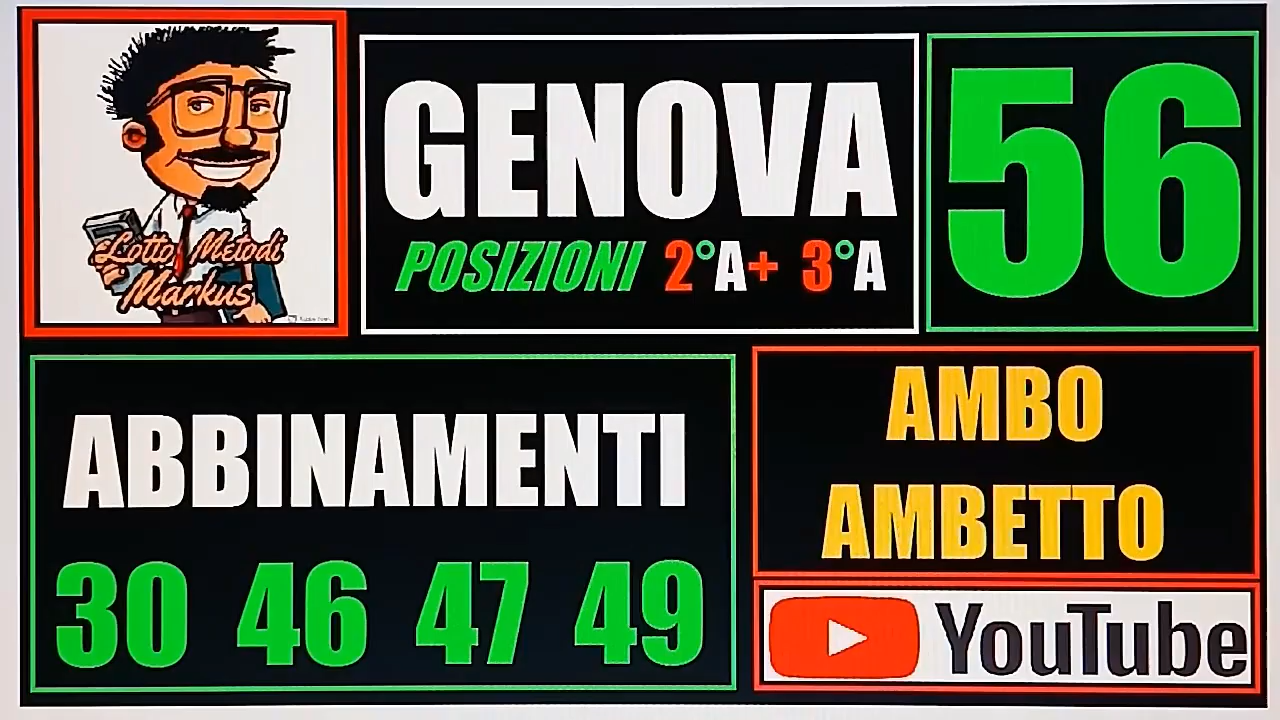 Lotto Metodi
Markus
GENOVA
POSIZIONI 2°A+ 3°A
56
ABBINAMENTI
30 46 47 49
AMBO
AMBETTO
YouTube